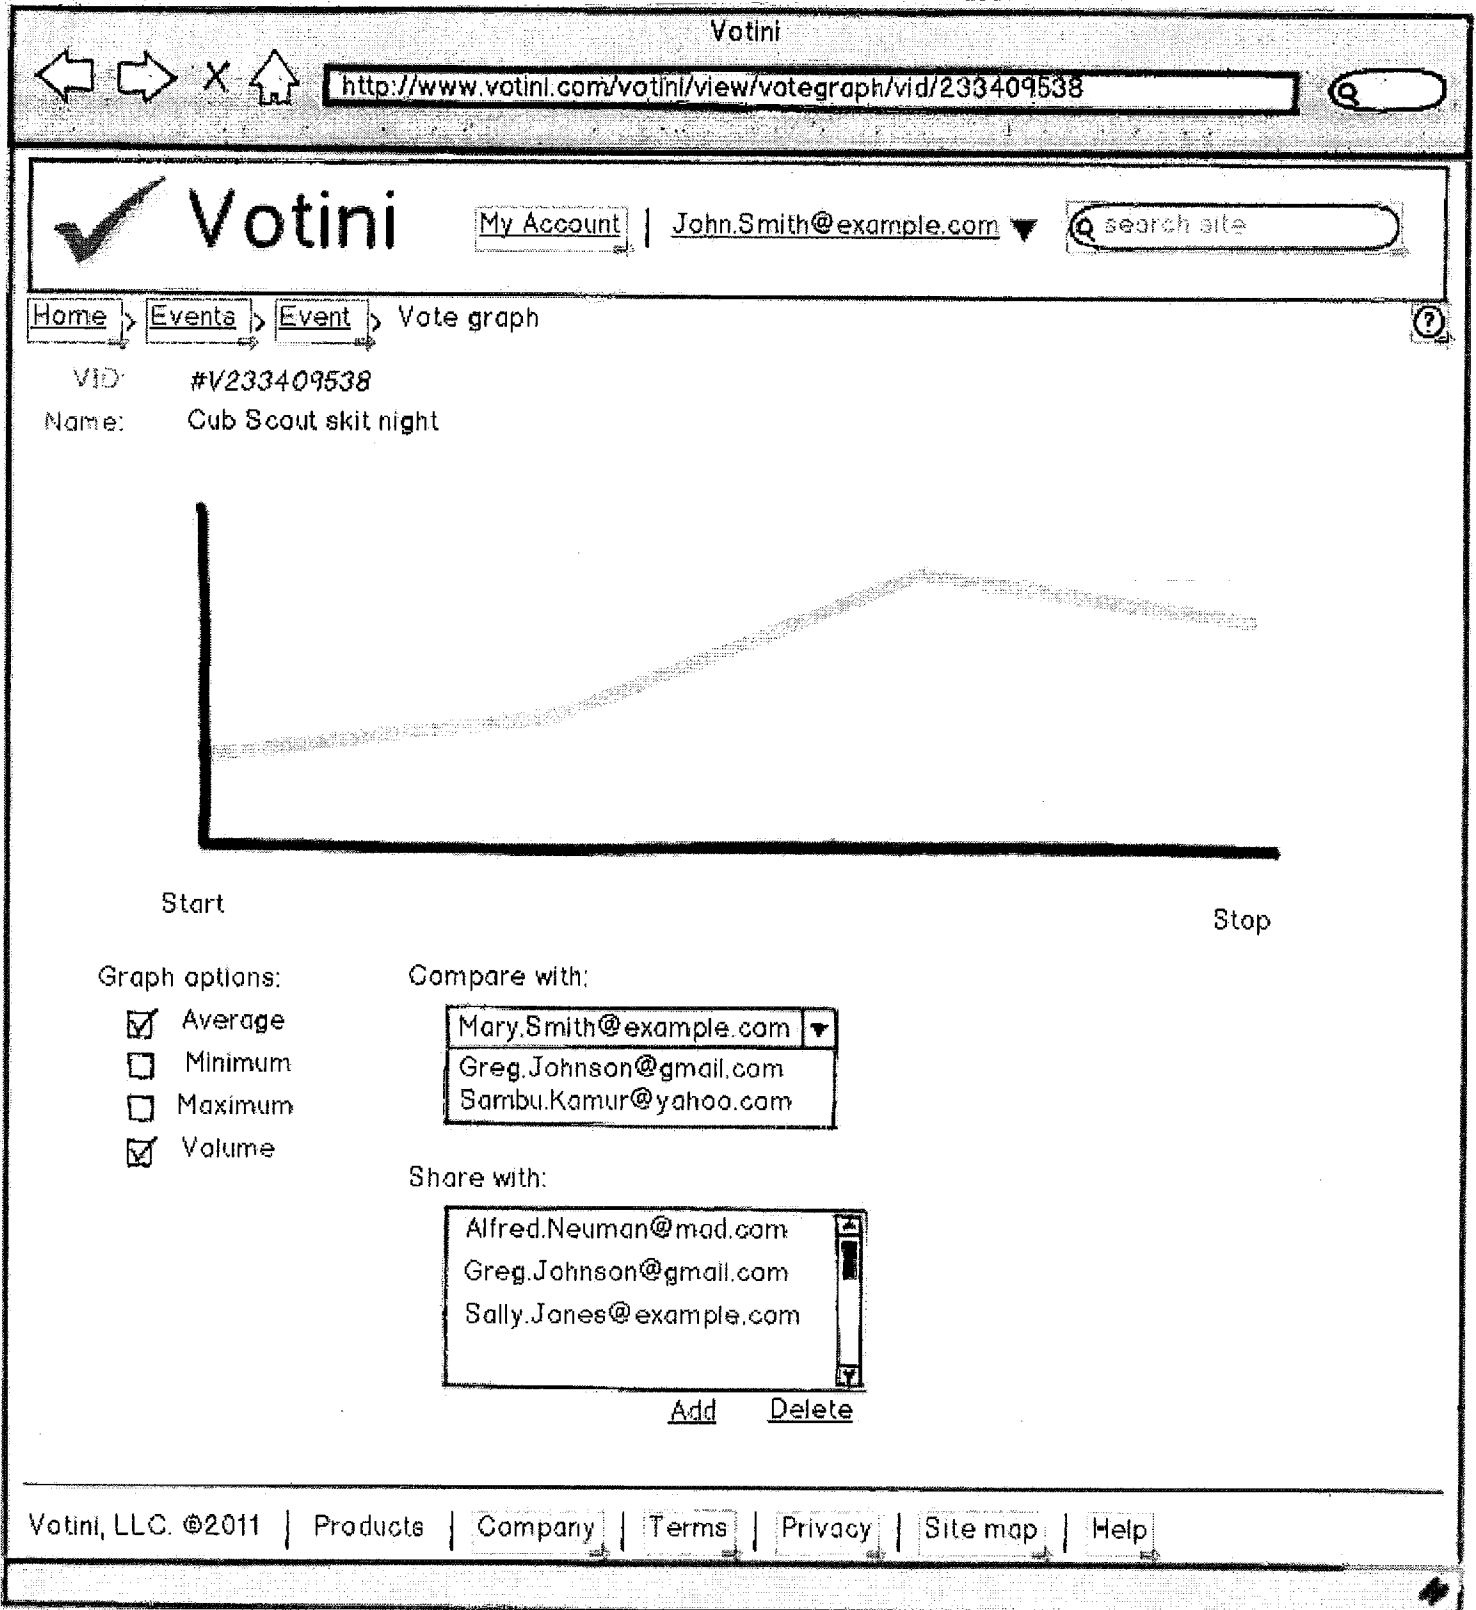 Votini
http://www.votini.com/votini/view/votegraph/vid/233409538
Votini My Account | John.Smith@example.com search site
Home > Events > Event > Vote graph ?
VID: #V233409538
Name: Cub Scout skit night
Start
Stop
Graph options: Compare with:
Average Mary.Smith@example.com
Minimum Greg.Johnson@gmail.com
Maximum Sambu.Kamur@yahoo.com
Volume
Share with:
Alfred.Neuman@mad.com
Greg.Johnson@gmail.com
Sally.Jones@example.com
Add Delete
Votini, LLC. ©2011 | Products | Company | Terms | Privacy | Site map | Help